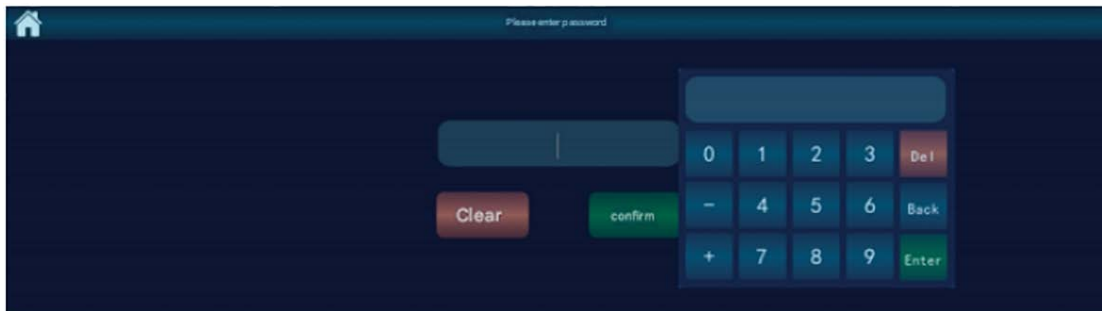 Please enter password
0 1 2 3 Del
Clear confirm - 4 5 6 Back
+ 7 8 9 Enter